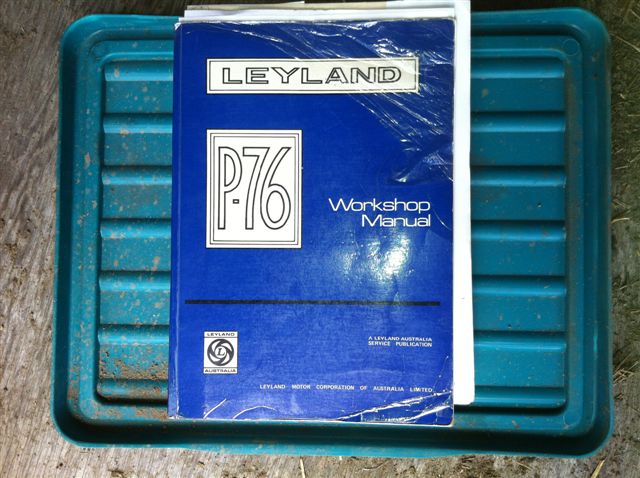 LEYLAND
P-76
Workshop
Manual
A LEYLAND AUSTRALIA
SERVICE PUBLICATION
LEYLAND
L
AUSTRALIA
LEYLAND MOTOR CORPORATION OF AUSTRALIA LIMITED